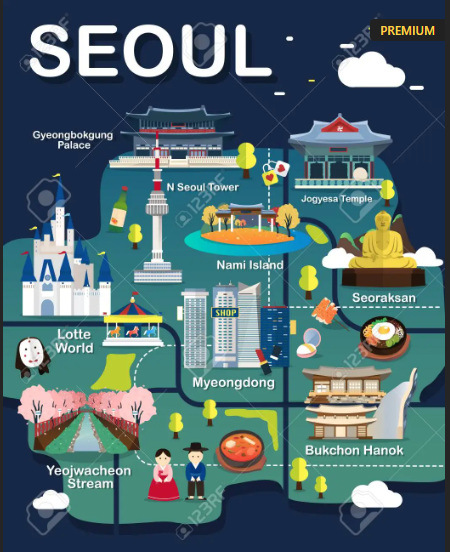 SEOUL
PREMIUM
Gyeongbokgung
Palace
N Seoul Tower
Jogyesa Temple
Nami Island
Seoraksan
SHOP
Lotte
World
Myeongdong
Bukchon Hanok
Yeojwacheon
Stream
123RF